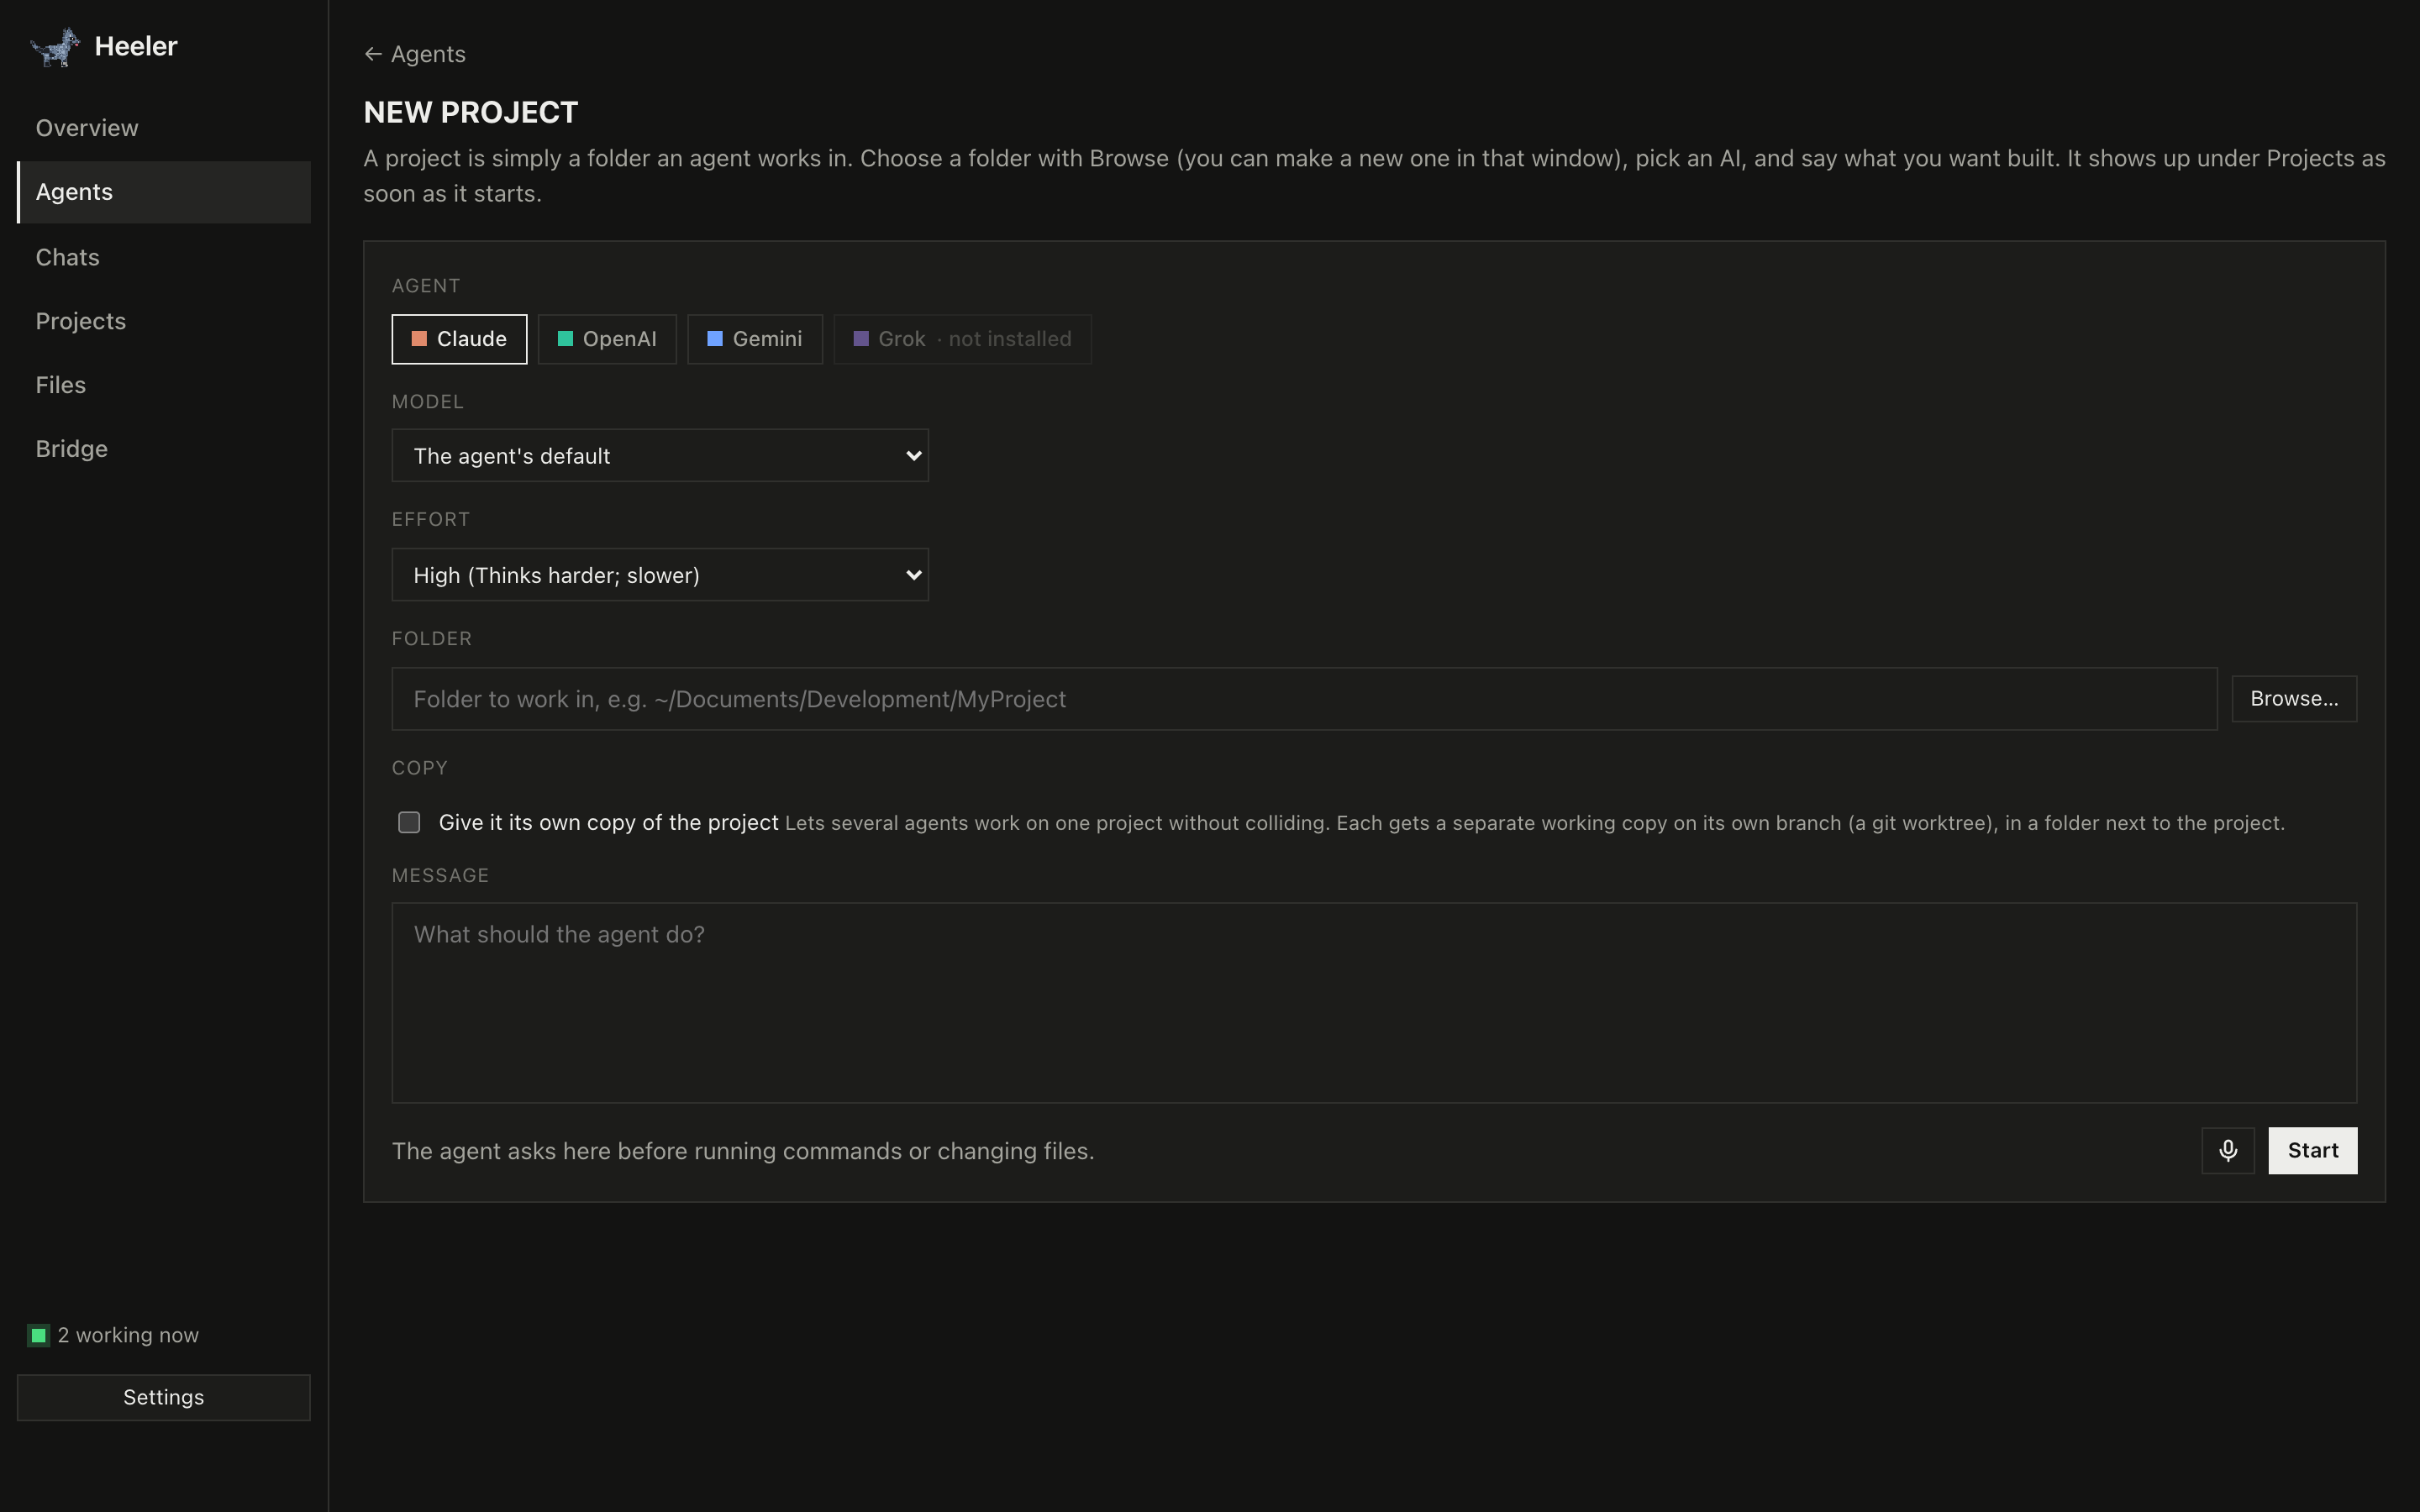 Heeler
Overview
Agents
Chats
Projects
Files
Bridge
2 working now
Settings
← Agents
NEW PROJECT
A project is simply a folder an agent works in. Choose a folder with Browse (you can make a new one in that window), pick an AI, and say what you want built. It shows up under Projects as
soon as it starts.
AGENT
Claude OpenAI Gemini Grok · not installed
MODEL
The agent's default
EFFORT
High (Thinks harder; slower)
FOLDER
Folder to work in, e.g. ~/Documents/Development/MyProject Browse...
COPY
Give it its own copy of the project Lets several agents work on one project without colliding. Each gets a separate working copy on its own branch (a git worktree), in a folder next to the project.
MESSAGE
What should the agent do?
The agent asks here before running commands or changing files. Start